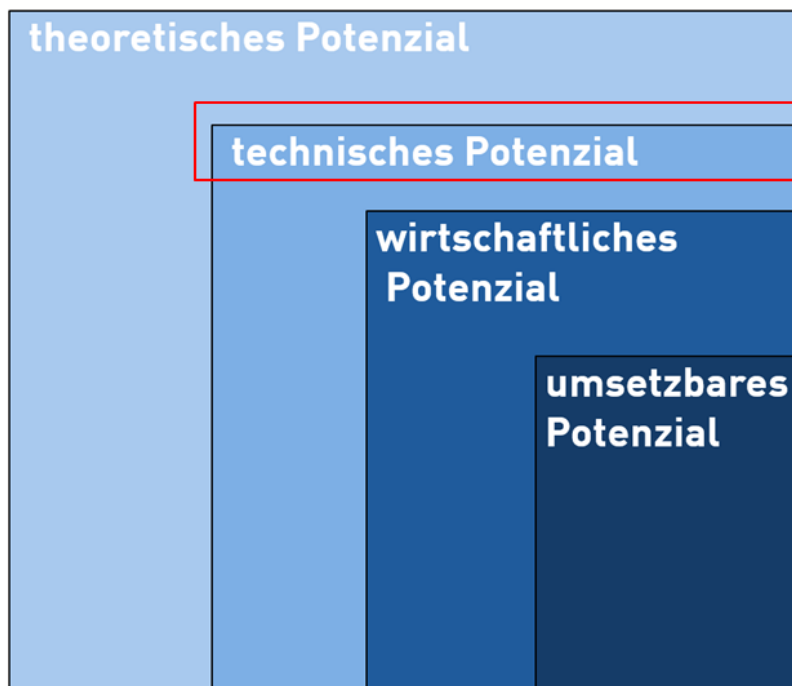 theoretisches Potenzial
technisches Potenzial
wirtschaftliches
Potenzial
umsetzbares
Potenzial